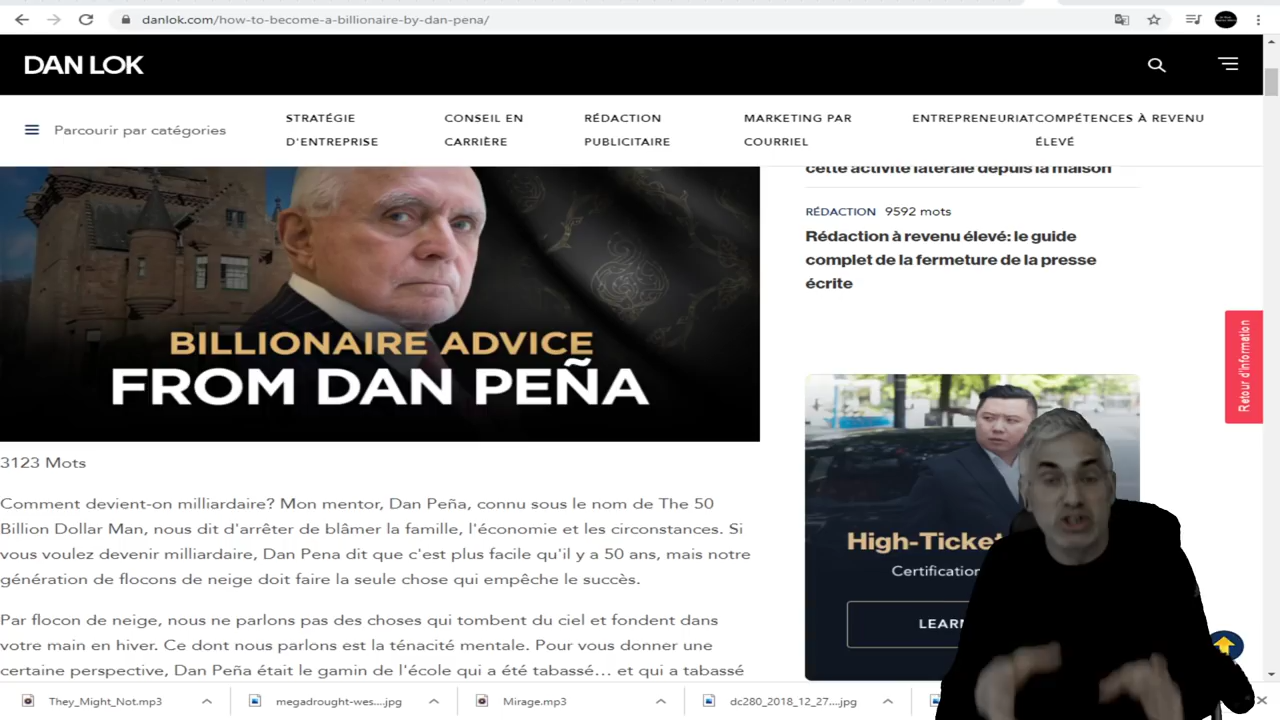 danlok.com/how-to-become-a-billionaire-by-dan-pena/
DAN LOK
Parcourir par catégories
STRATÉGIE
D'ENTREPRISE
CONSEIL EN
CARRIÈRE
RÉDACTION
PUBLICITAIRE
MARKETING PAR
COURRIEL
ENTREPRENEURIAT
COMPÉTENCES À REVENU
ÉLEVÉ
BILLIONAIRE ADVICE
FROM DAN PEÑA
3123 Mots
Comment devient-on milliardaire? Mon mentor, Dan Peña, connu sous le nom de The 50
Billion Dollar Man, nous dit d'arrêter de blâmer la famille, l'économie et les circonstances. Si
vous voulez devenir milliardaire, Dan Pena dit que c'est plus facile qu'il y a 50 ans, mais notre
génération de flocons de neige doit faire la seule chose qui empêche le succès.
Par flocon de neige, nous ne parlons pas des choses qui tombent du ciel et fondent dans
votre main en hiver. Ce dont nous parlons est la ténacité mentale. Pour vous donner une
certaine perspective, Dan Peña était le gamin de l'école qui a été tabassé... et qui a tabassé
cette activité latérale depuis la maison
RÉDACTION 9592 mots
Rédaction à revenu élevé: le guide
complet de la fermeture de la presse
écrite
High-Ticket
Certification
LEARN
Retour d'information
They_Might_Not.mp3
megadrought-wes....jpg
Mirage.mp3
dc280_2018_12_27....jpg